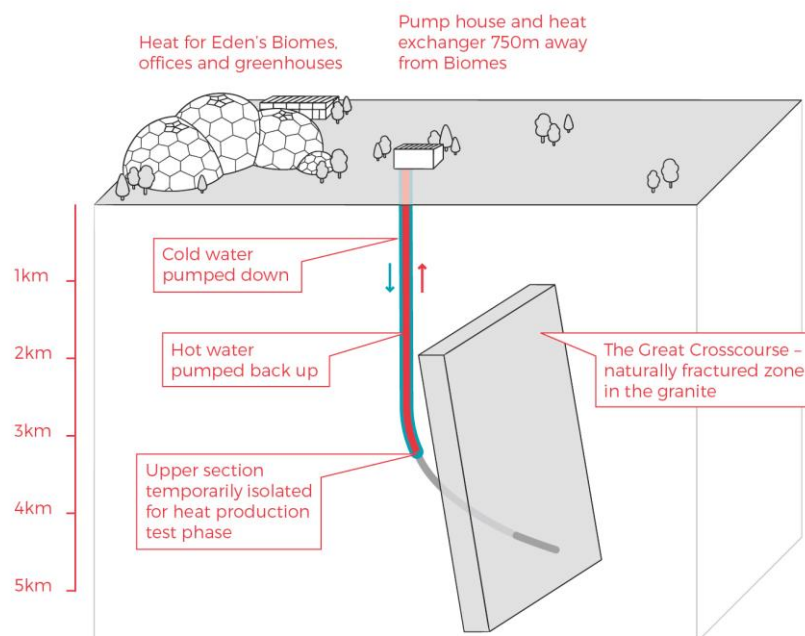 Heat for Eden's Biomes,
offices and greenhouses
Pump house and heat
exchanger 750m away
from Biomes
Cold water
pumped down
1km
Hot water
pumped back up
2km
The Great Crosscourse –
naturally fractured zone
in the granite
3km
Upper section
temporarily isolated
for heat production
test phase
4km
5km